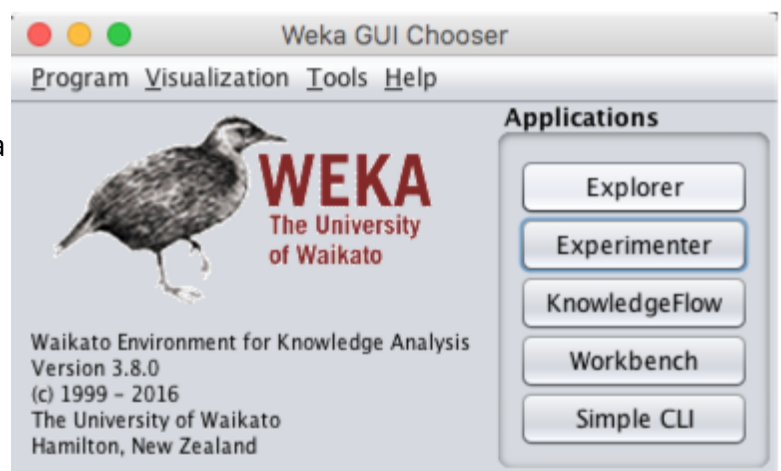 Weka GUI Chooser
Program Visualization Tools Help
a
WEKA
The University
of Waikato
Waikato Environment for Knowledge Analysis
Version 3.8.0
(c) 1999 – 2016
The University of Waikato
Hamilton, New Zealand
Applications
Explorer
Experimenter
KnowledgeFlow
Workbench
Simple CLI